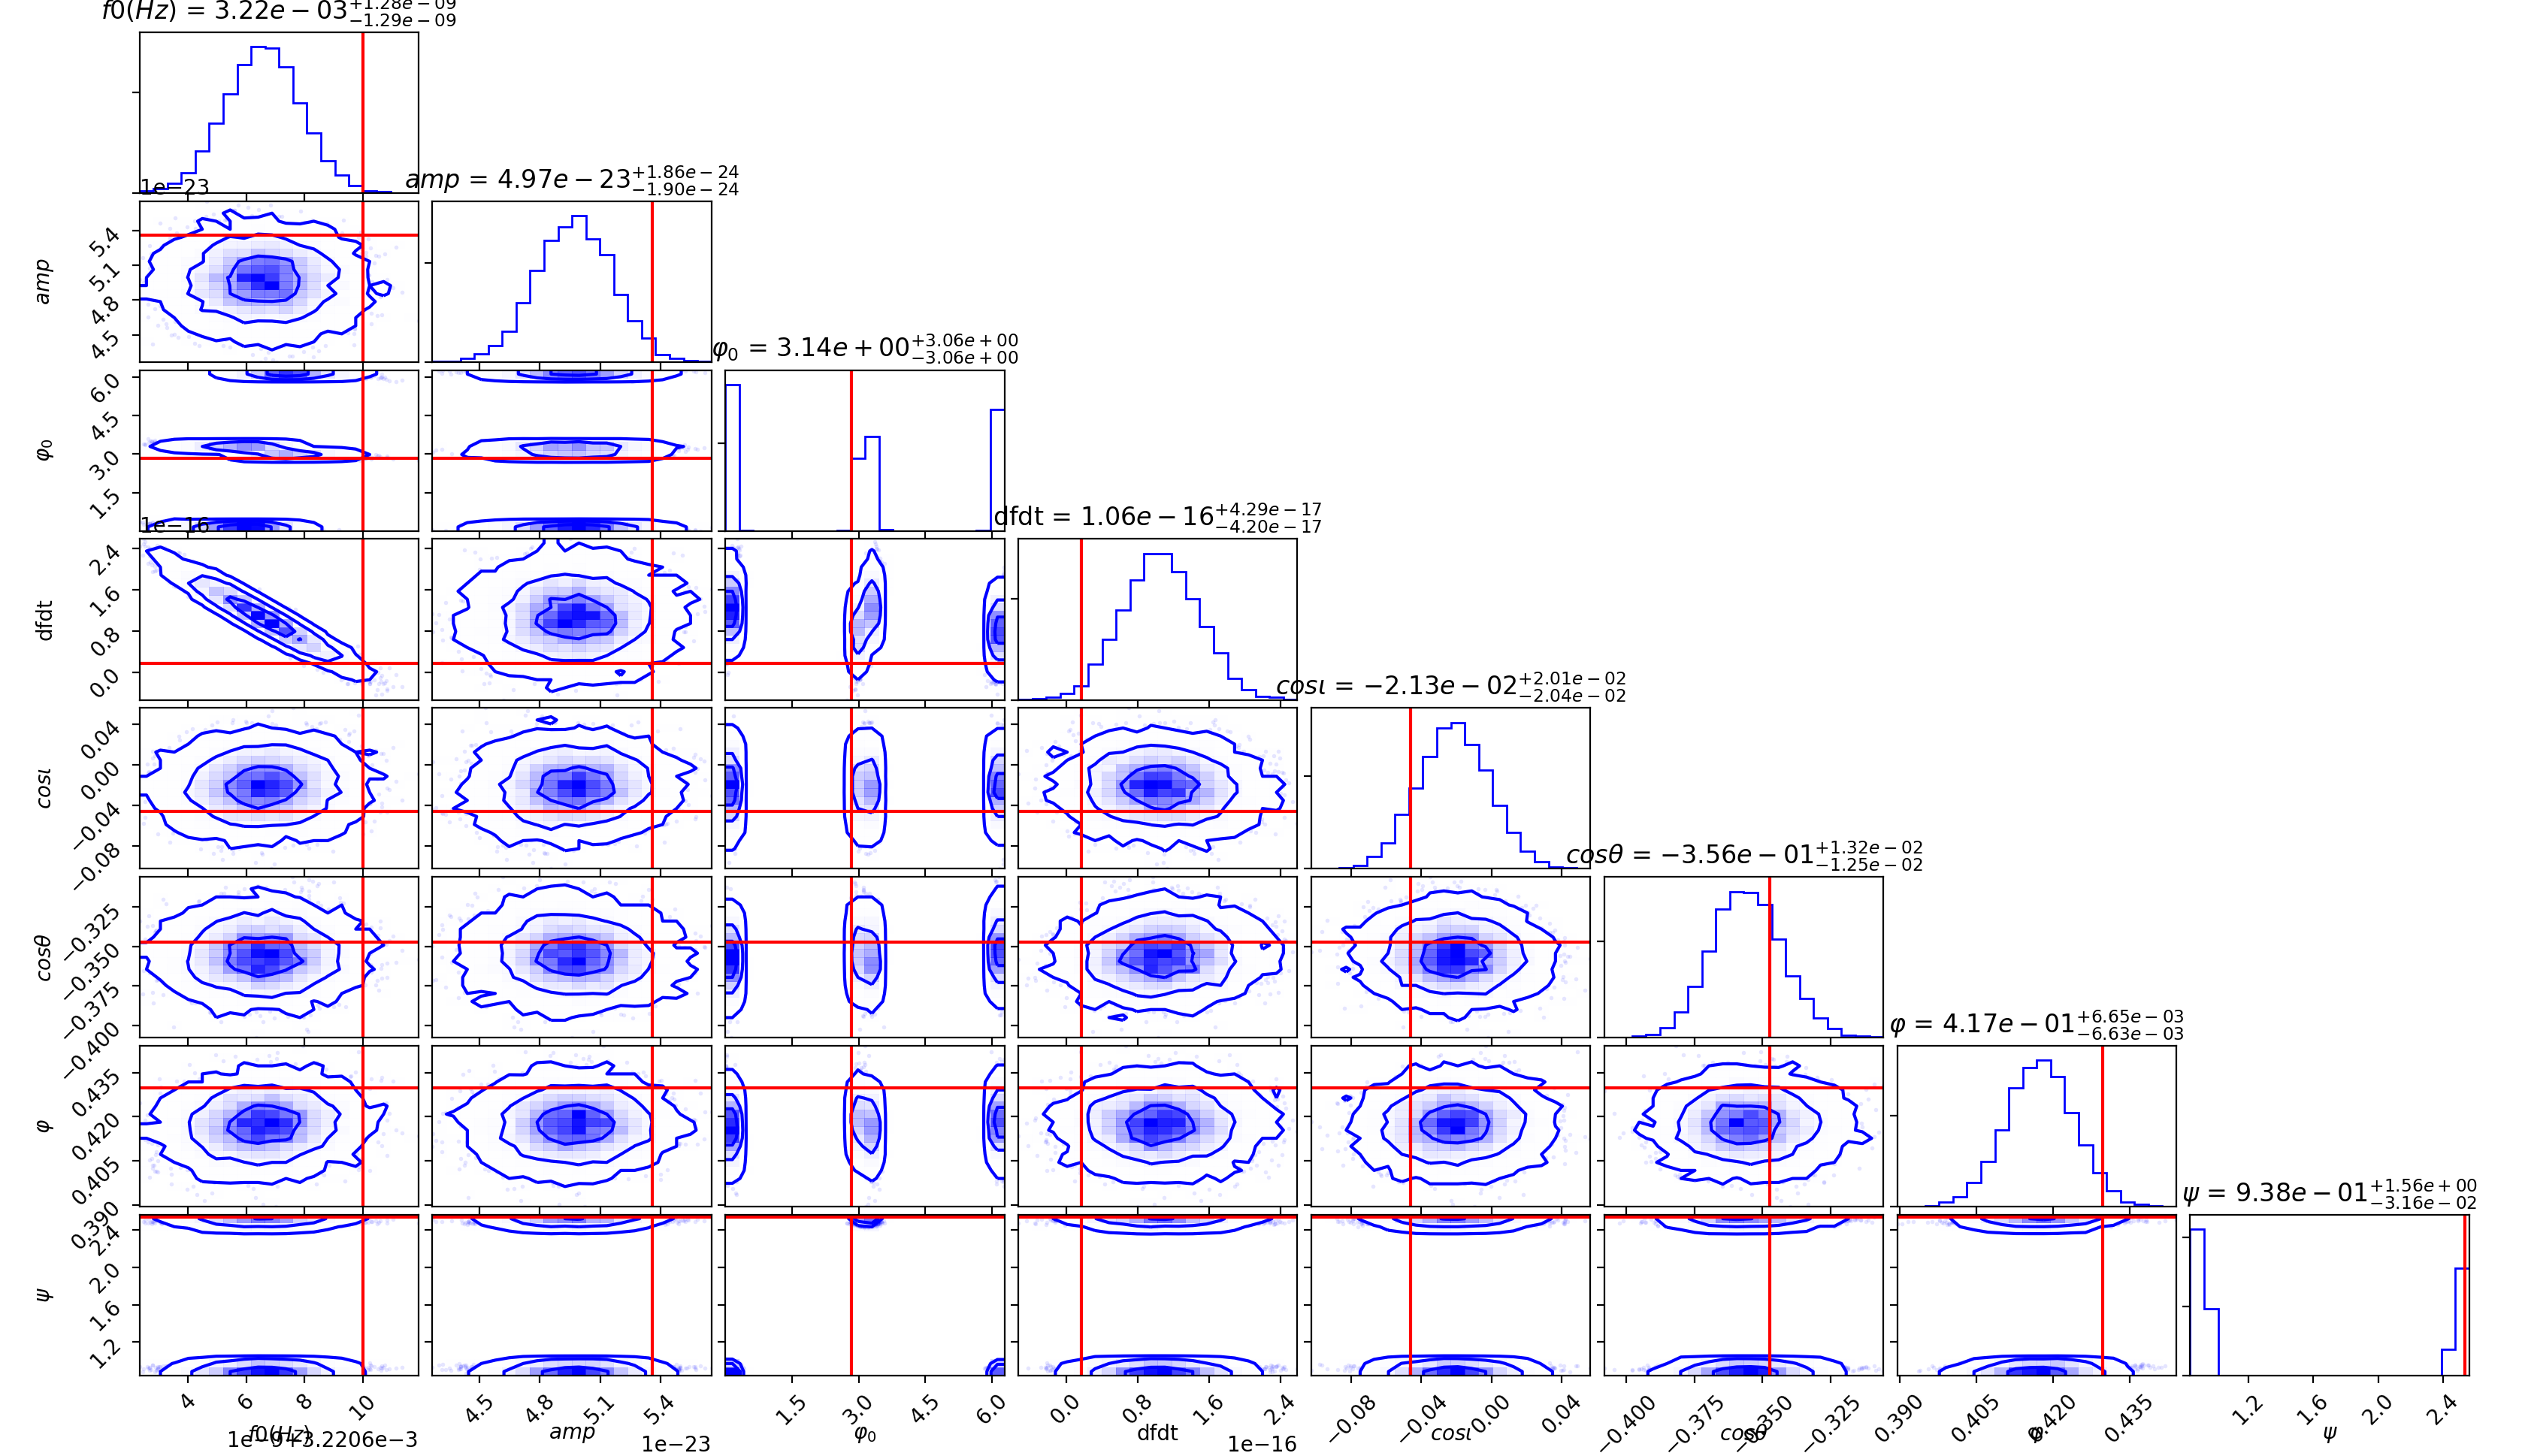 f0(Hz) = 3.22e − 03 +1.28e − 09 −1.29e − 09
1e−23
amp = 4.97e − 23 +1.86e − 24 −1.90e − 24
amp
5.4
5.1
4.8
4.5
φ0 = 3.14e + 00 +3.06e + 00 −3.06e + 00
φ0
6.0
4.5
3.0
1.5
1e−16
dfdt = 1.06e − 16 +4.29e − 17 −4.20e − 17
dfdt
2.4
1.6
0.8
0.0
cosι = −2.13e − 02 +2.01e − 02 −2.04e − 02
cosι
0.04
0.00
−0.04
−0.08
cosθ = −3.56e − 01 +1.32e − 02 −1.25e − 02
cosθ
−0.325
−0.350
−0.375
−0.400
φ = 4.17e − 01 +6.65e − 03 −6.63e − 03
φ
0.435
0.420
0.405
0.390
ψ = 9.38e − 01 +1.56e + 00 −3.16e − 02
ψ
2.4
2.0
1.6
1.2
4 6 8 10
f0(Hz)
1e−9+3.2206e−3
4.5 4.8 5.1 5.4
amp
1e−23
1.5 3.0 4.5 6.0
φ0
0.0 0.8 1.6 2.4
dfdt
1e−16
−0.08 −0.04 0.00 0.04
cosι
−0.400 −0.375 −0.350 −0.325
cosθ
0.390 0.405 0.420 0.435
φ
1.2 1.6 2.0 2.4
ψ